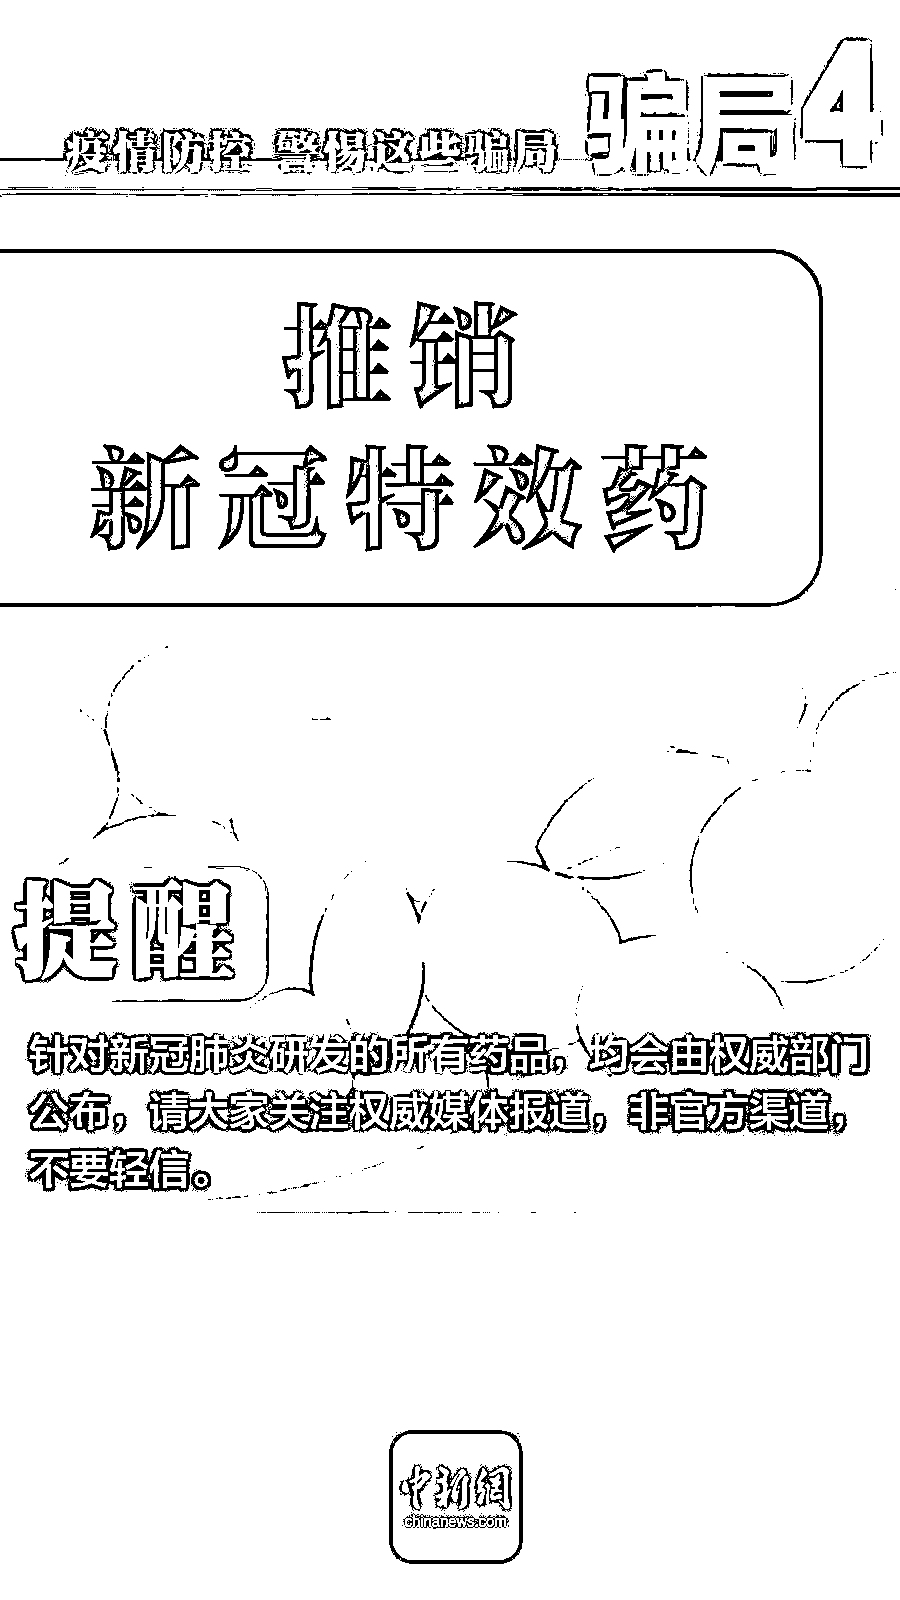 疫情防控 警惕这些骗局 骗局4
推销
新冠特效药
提醒
针对新冠肺炎研发的所有药品，均会由权威部门
公布，请大家关注权威媒体报道，非官方渠道，
不要轻信。
中新網
chinanews.com